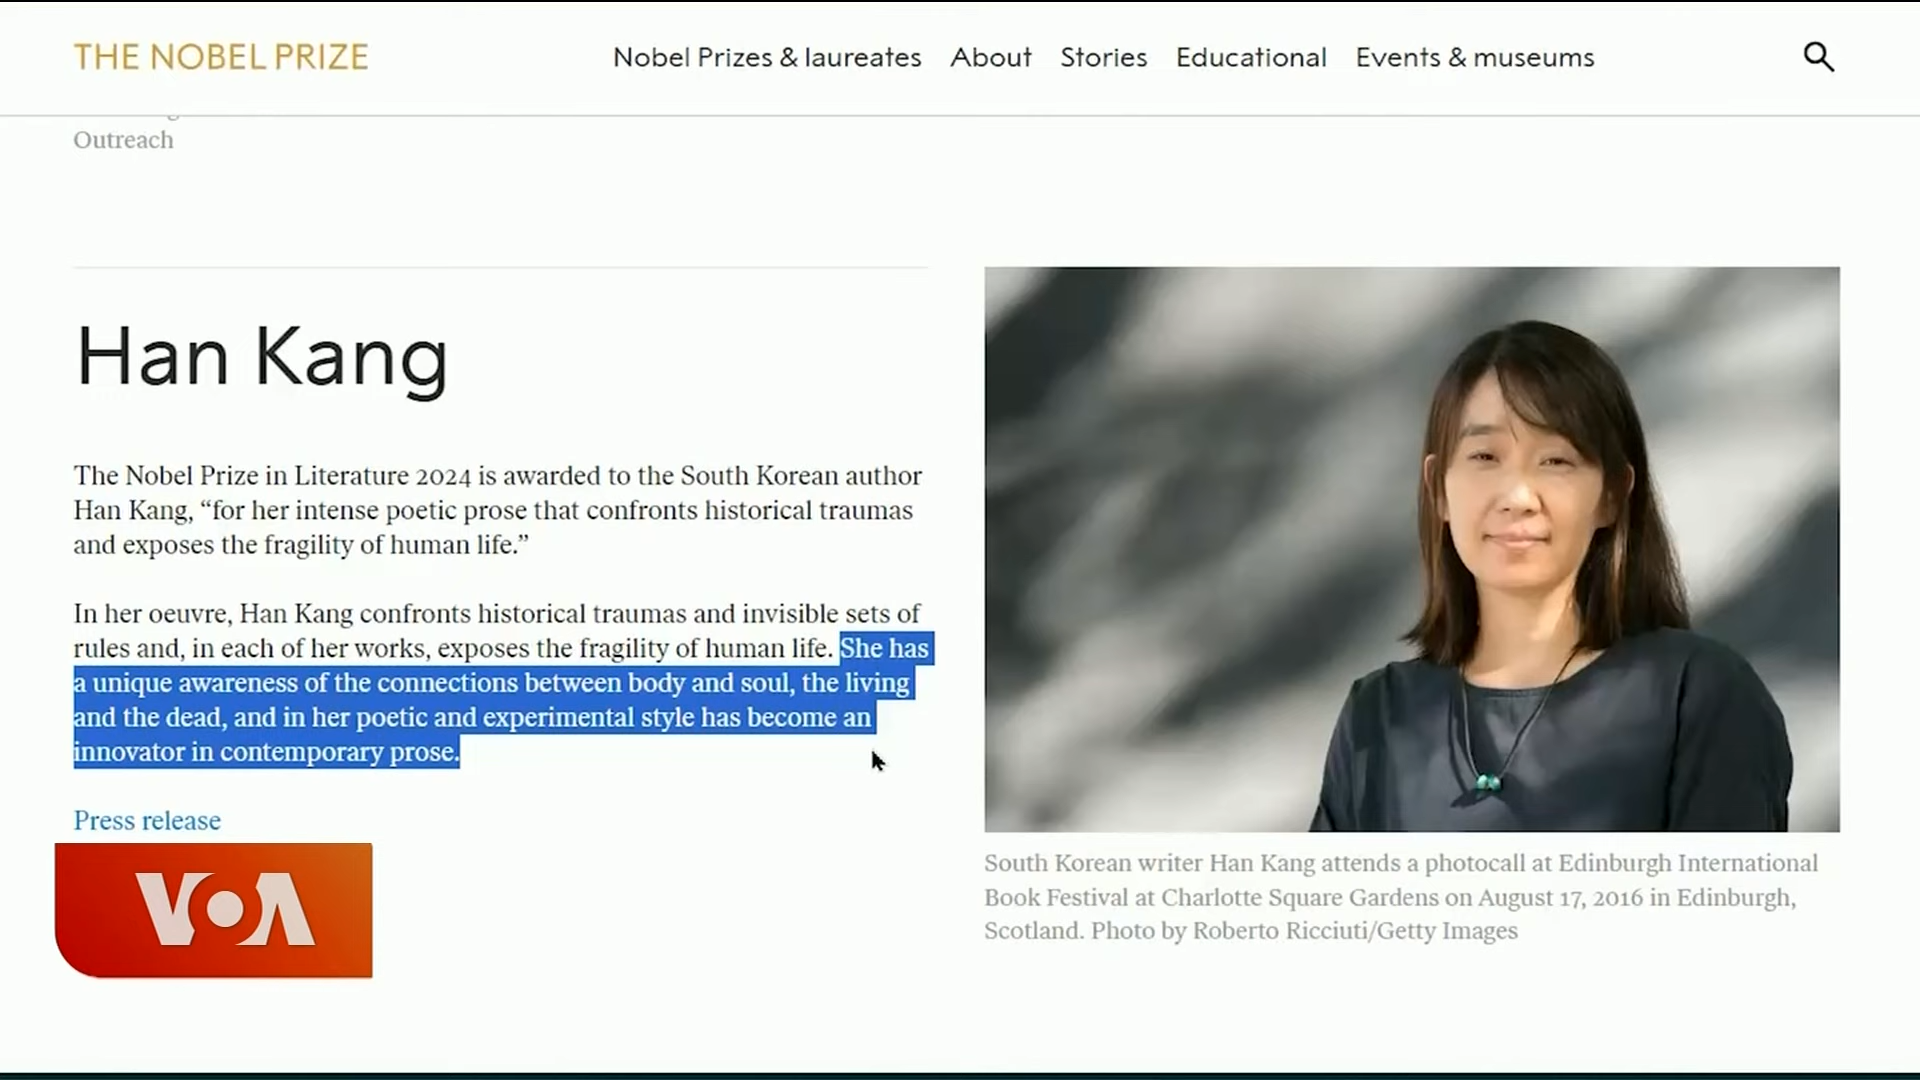 THE NOBEL PRIZE
Nobel Prizes & laureates About Stories Educational Events & museums
Outreach
Han Kang
The Nobel Prize in Literature 2024 is awarded to the South Korean author
Han Kang, “for her intense poetic prose that confronts historical traumas
and exposes the fragility of human life.”
In her oeuvre, Han Kang confronts historical traumas and invisible sets of
rules and, in each of her works, exposes the fragility of human life. She has
a unique awareness of the connections between body and soul, the living
and the dead, and in her poetic and experimental style has become an
innovator in contemporary prose.
Press release
VOA
South Korean writer Han Kang attends a photocall at Edinburgh International
Book Festival at Charlotte Square Gardens on August 17, 2016 in Edinburgh,
Scotland. Photo by Roberto Ricciuti/Getty Images